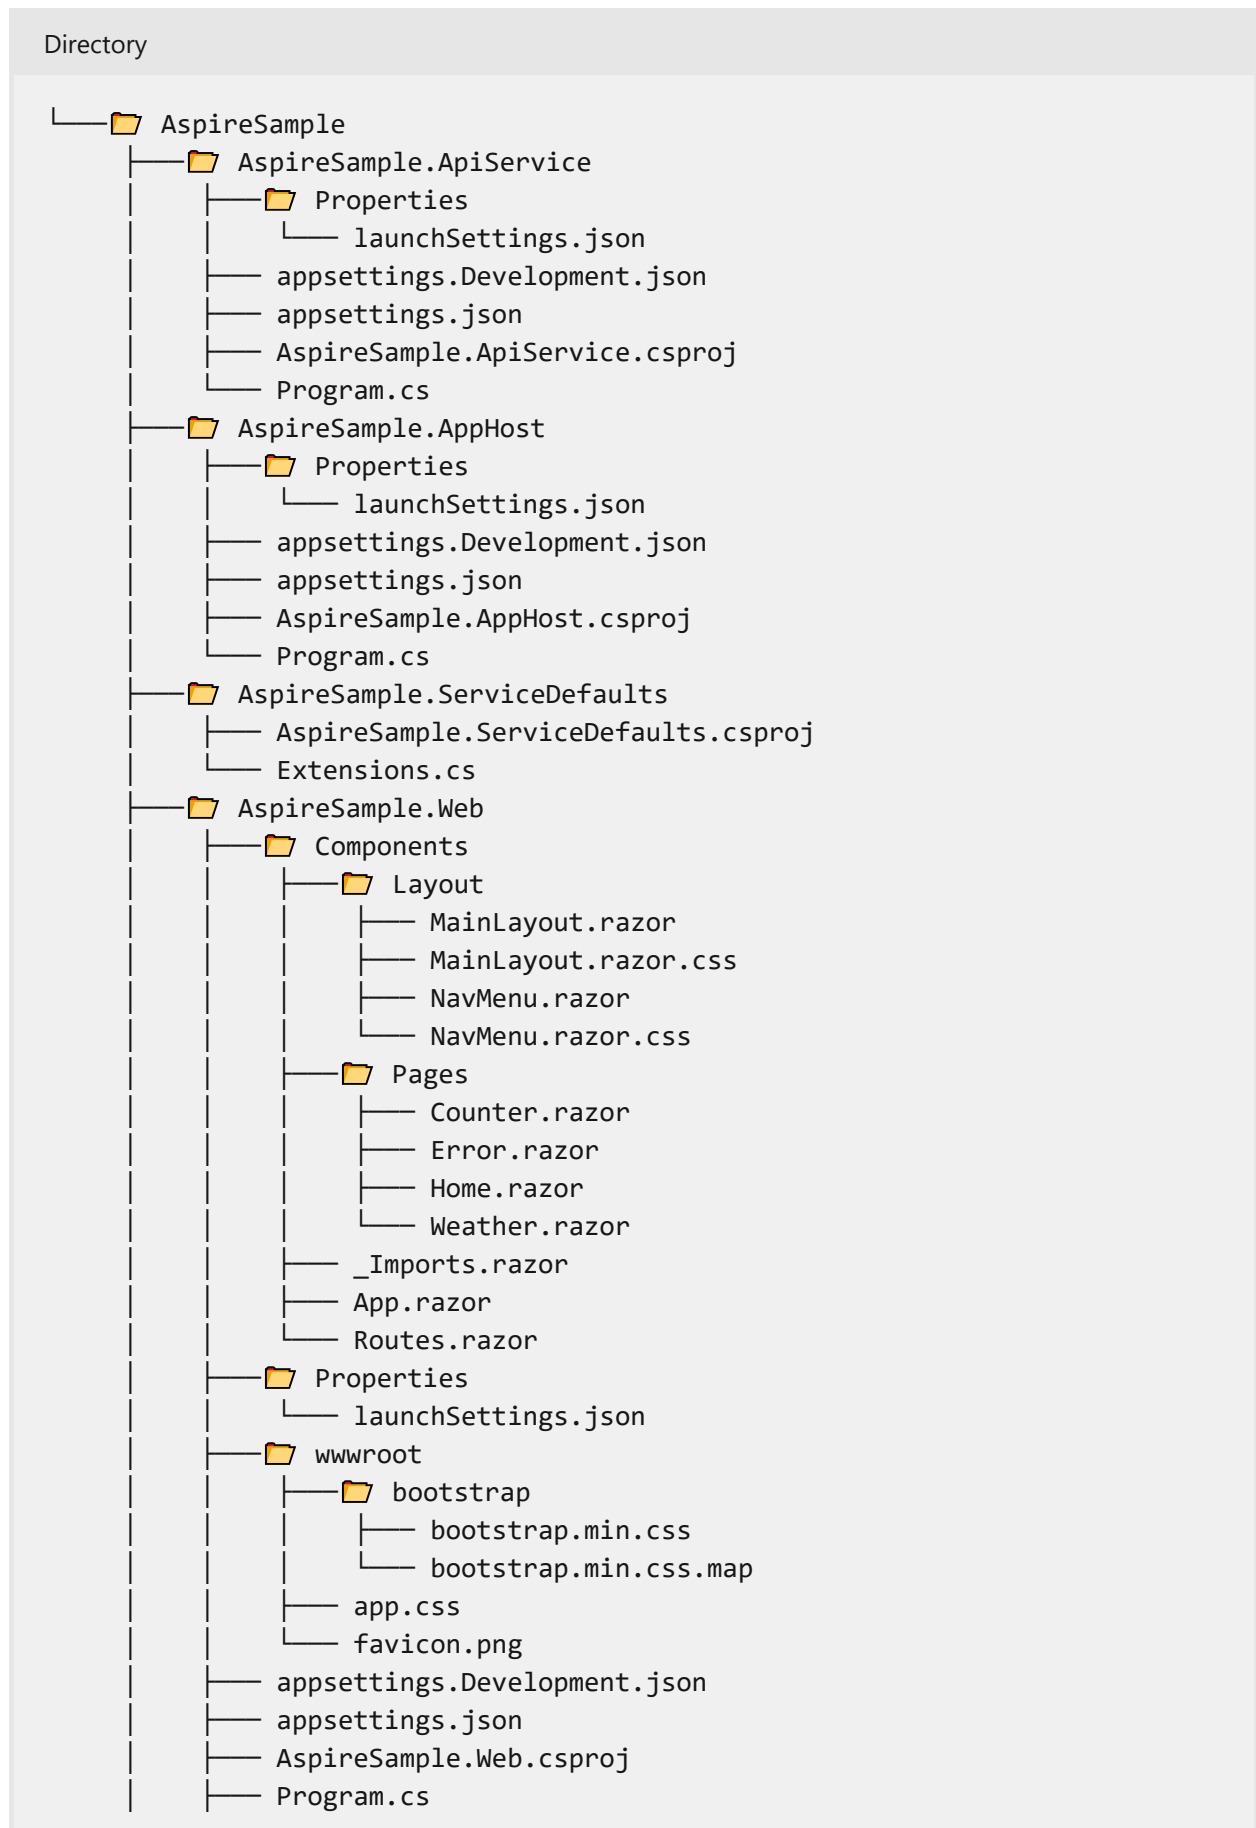 Directory
└───📂 AspireSample
     ├───📂 AspireSample.ApiService
     │    ├───📂 Properties
     │    │    └─── launchSettings.json
     │    ├─── appsettings.Development.json
     │    ├─── appsettings.json
     │    ├─── AspireSample.ApiService.csproj
     │    └─── Program.cs
     ├───📂 AspireSample.AppHost
     │    ├───📂 Properties
     │    │    └─── launchSettings.json
     │    ├─── appsettings.Development.json
     │    ├─── appsettings.json
     │    ├─── AspireSample.AppHost.csproj
     │    └─── Program.cs
     ├───📂 AspireSample.ServiceDefaults
     │    ├─── AspireSample.ServiceDefaults.csproj
     │    └─── Extensions.cs
     ├───📂 AspireSample.Web
     │    ├───📂 Components
     │    │    ├───📂 Layout
     │    │    │    ├─── MainLayout.razor
     │    │    │    ├─── MainLayout.razor.css
     │    │    │    ├─── NavMenu.razor
     │    │    │    └─── NavMenu.razor.css
     │    │    ├───📂 Pages
     │    │    │    ├─── Counter.razor
     │    │    │    ├─── Error.razor
     │    │    │    ├─── Home.razor
     │    │    │    └─── Weather.razor
     │    │    ├─── _Imports.razor
     │    │    ├─── App.razor
     │    │    └─── Routes.razor
     │    ├───📂 Properties
     │    │    └─── launchSettings.json
     │    ├───📂 wwwroot
     │    │    ├───📂 bootstrap
     │    │    │    ├─── bootstrap.min.css
     │    │    │    └─── bootstrap.min.css.map
     │    │    ├─── app.css
     │    │    └─── favicon.png
     │    ├─── appsettings.Development.json
     │    ├─── appsettings.json
     │    ├─── AspireSample.Web.csproj
     │    ├─── Program.cs